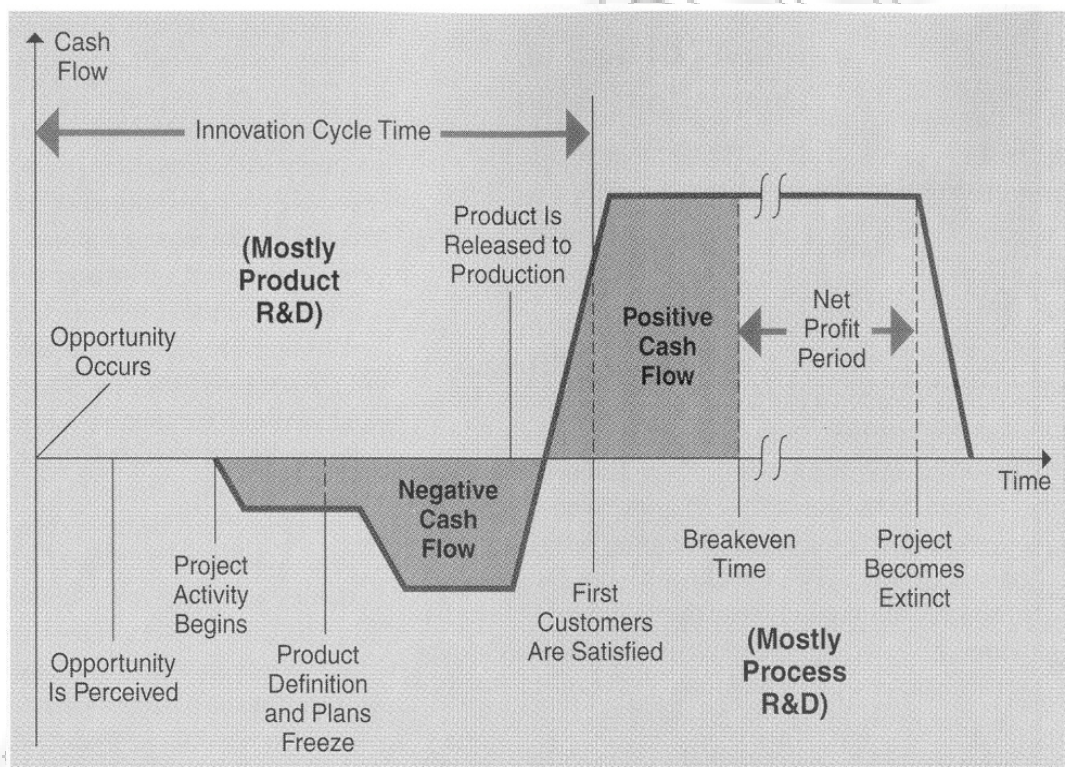 Cash
Flow
Innovation Cycle Time
Product Is
Released to
Production
(Mostly
Product
R&D)
Opportunity
Occurs
Positive
Cash
Flow
Net
Profit
Period
Negative
Cash
Flow
Time
Project
Activity
Begins
Opportunity
Is Perceived
Product
Definition
and Plans
Freeze
First
Customers
Are Satisfied
Breakeven
Time
Project
Becomes
Extinct
(Mostly
Process
R&D)